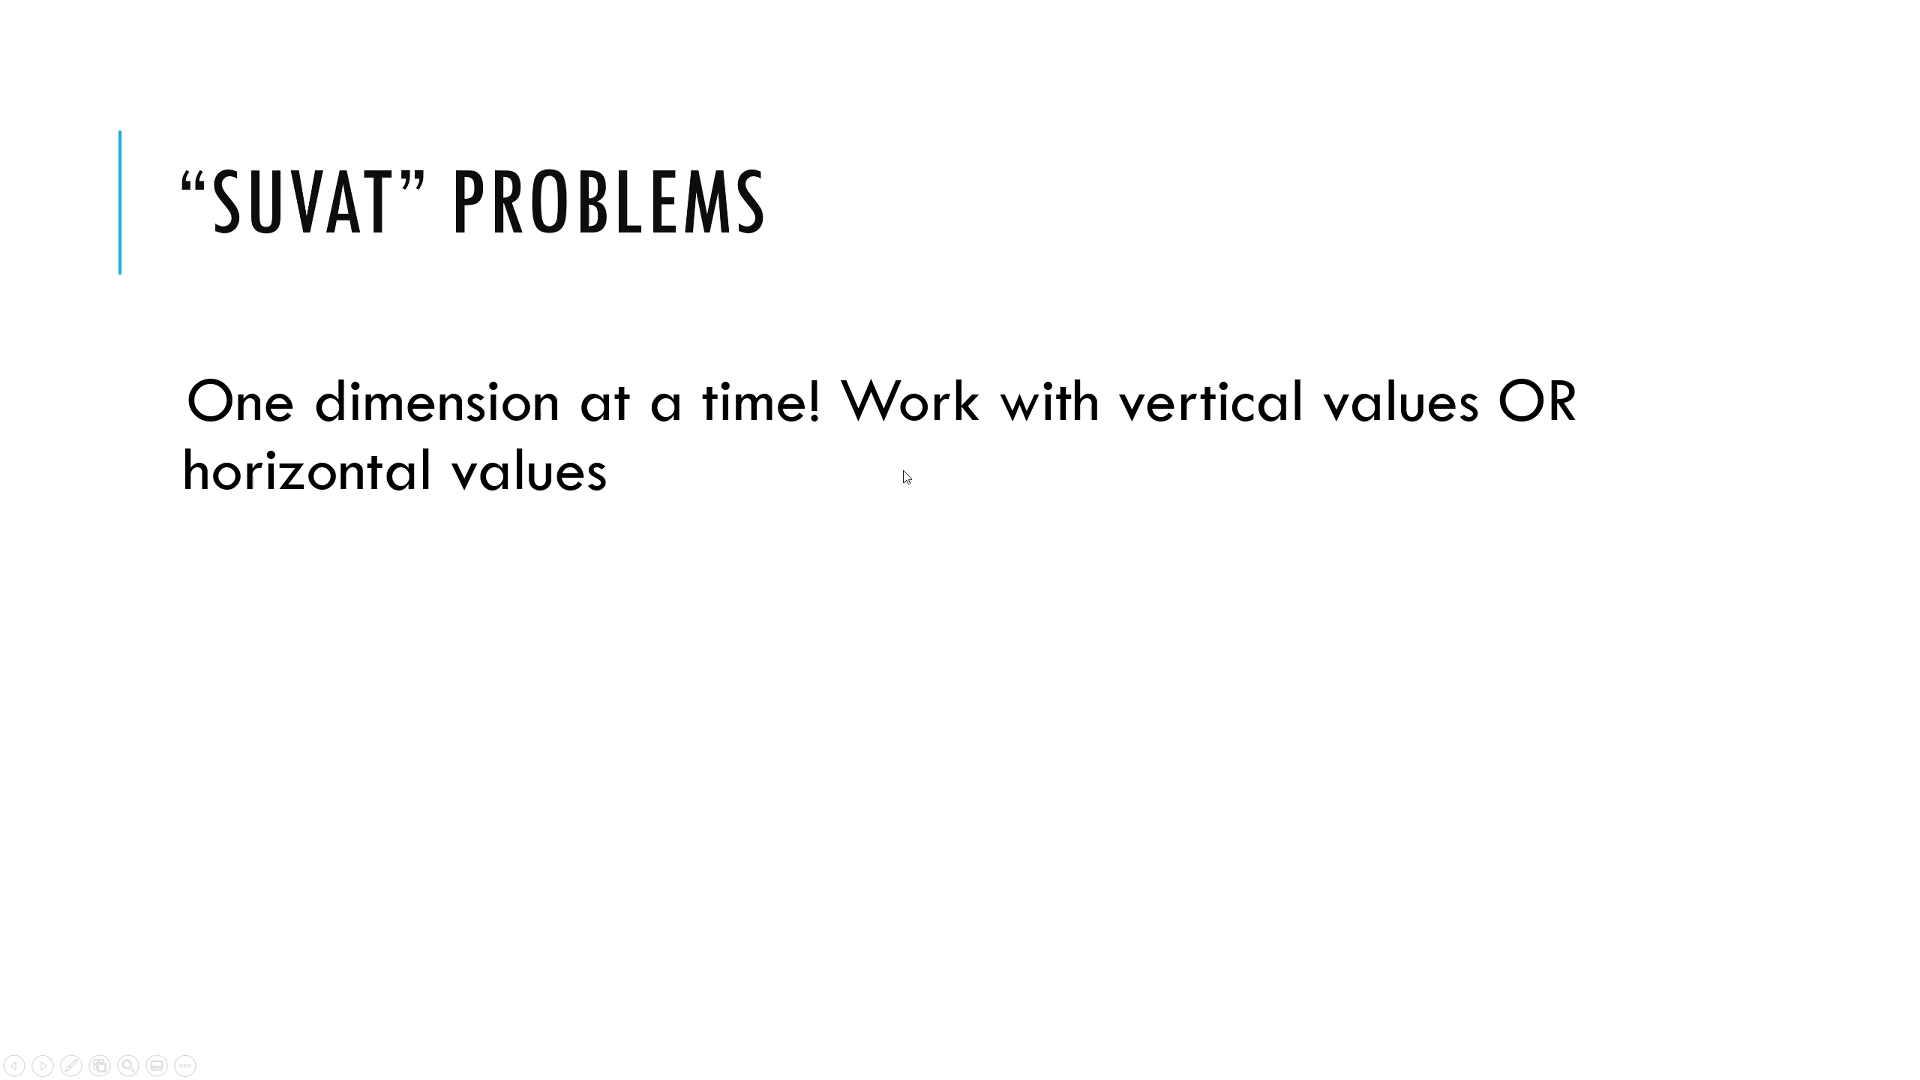 “SUVAT” PROBLEMS
One dimension at a time! Work with vertical values OR
horizontal values